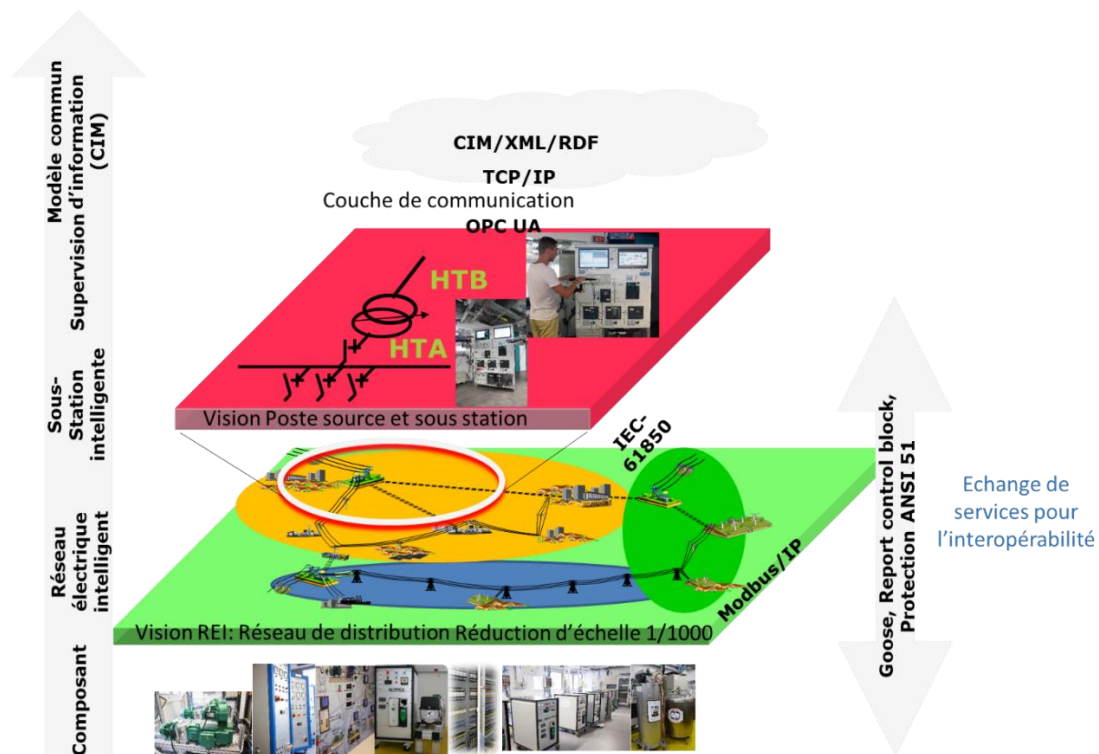 Modèle commun
Supervision d'information
(CIM)
Sous-
Station
intelligente
Réseau
électrique
intelligent
Composant
CIM/XML/RDF
TCP/IP
Couche de communication
OPC UA
HTB
HTA
Vision Poste source et sous station
IEC-
61850
Modbus/IP
Vision REI: Réseau de distribution Réduction d'échelle 1/1000
Goose, Report control block,
Protection ANSI 51
Echange de
services pour
l'interopérabilité